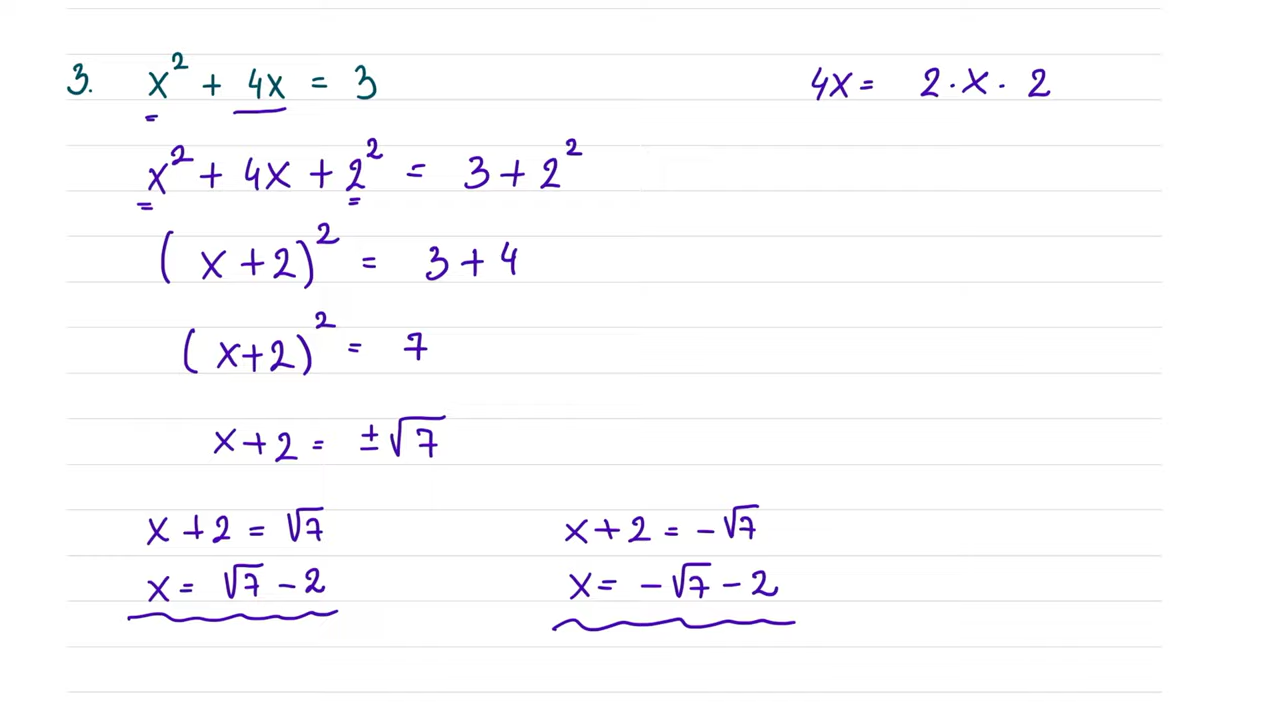 3. x² + 4x = 3
4x = 2 · x · 2
x² + 4x + 2² = 3 + 2²
(x + 2)² = 3 + 4
(x + 2)² = 7
x + 2 = ±√7
x + 2 = √7
x = √7 - 2
x + 2 = -√7
x = -√7 - 2